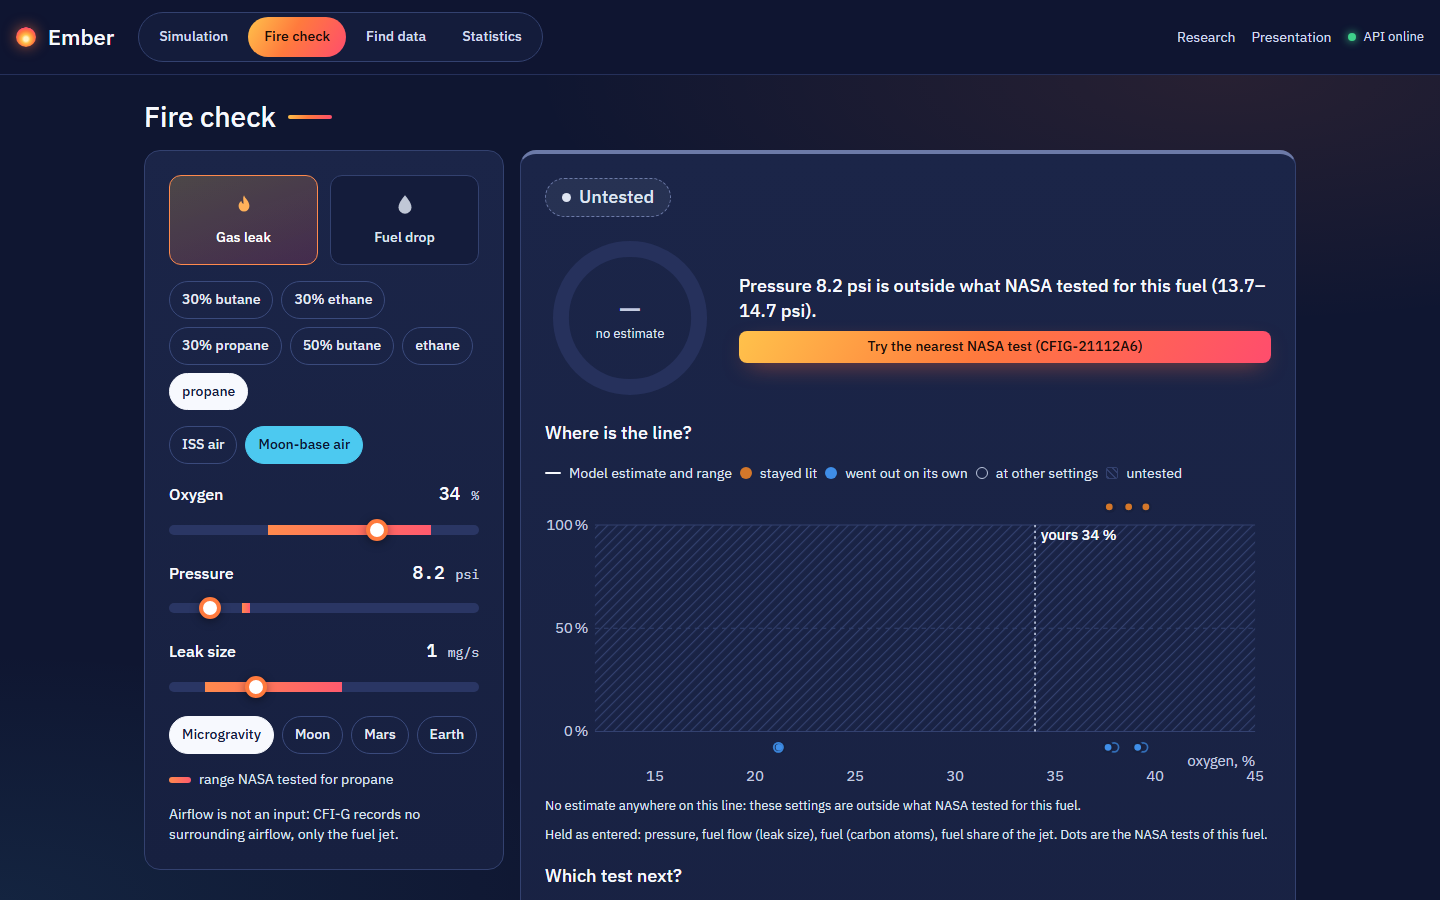 Ember
Simulation
Fire check
Find data
Statistics
Research
Presentation
API online
Fire check
Gas leak
Fuel drop
30% butane
30% ethane
30% propane
50% butane
ethane
propane
ISS air
Moon-base air
Oxygen
34 %
Pressure
8.2 psi
Leak size
1 mg/s
Microgravity
Moon
Mars
Earth
range NASA tested for propane
Airflow is not an input: CFI-G records no
surrounding airflow, only the fuel jet.
Untested
—
no estimate
Pressure 8.2 psi is outside what NASA tested for this fuel (13.7–
14.7 psi).
Try the nearest NASA test (CFIG-21112A6)
Where is the line?
Model estimate and range
stayed lit
went out on its own
at other settings
untested
100 %
yours 34 %
50 %
0 %
oxygen, %
15
20
25
30
35
40
45
No estimate anywhere on this line: these settings are outside what NASA tested for this fuel.
Held as entered: pressure, fuel flow (leak size), fuel (carbon atoms), fuel share of the jet. Dots are the NASA tests of this fuel.
Which test next?